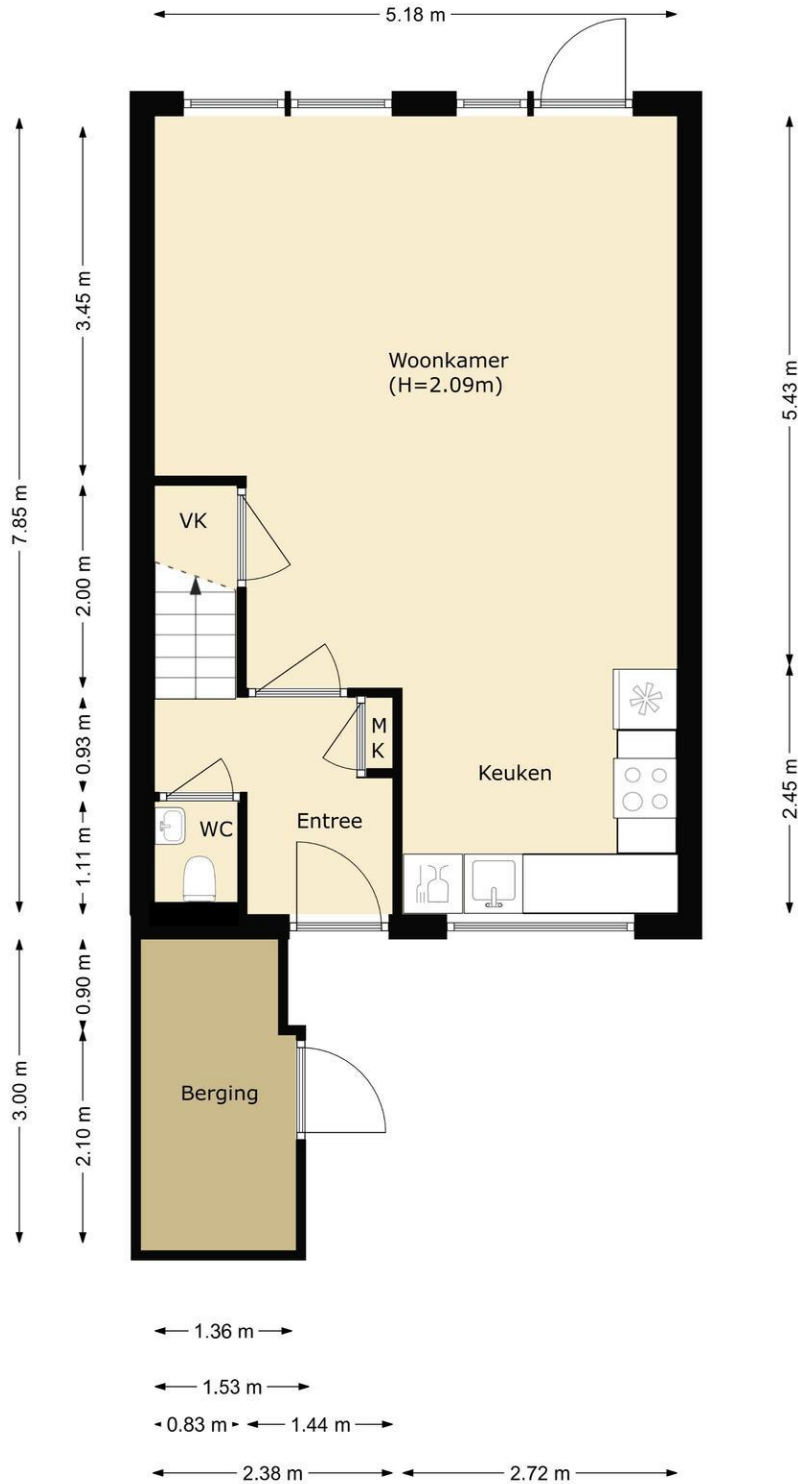 5.18 m
3.45 m
Woonkamer
(H=2.09m)
5.43 m
7.85 m
VK
2.00 m
0.93 m
M
K
Keuken
2.45 m
WC
Entree
1.11 m
0.90 m
3.00 m
Berging
2.10 m
1.36 m
1.53 m
0.83 m
1.44 m
2.38 m
2.72 m